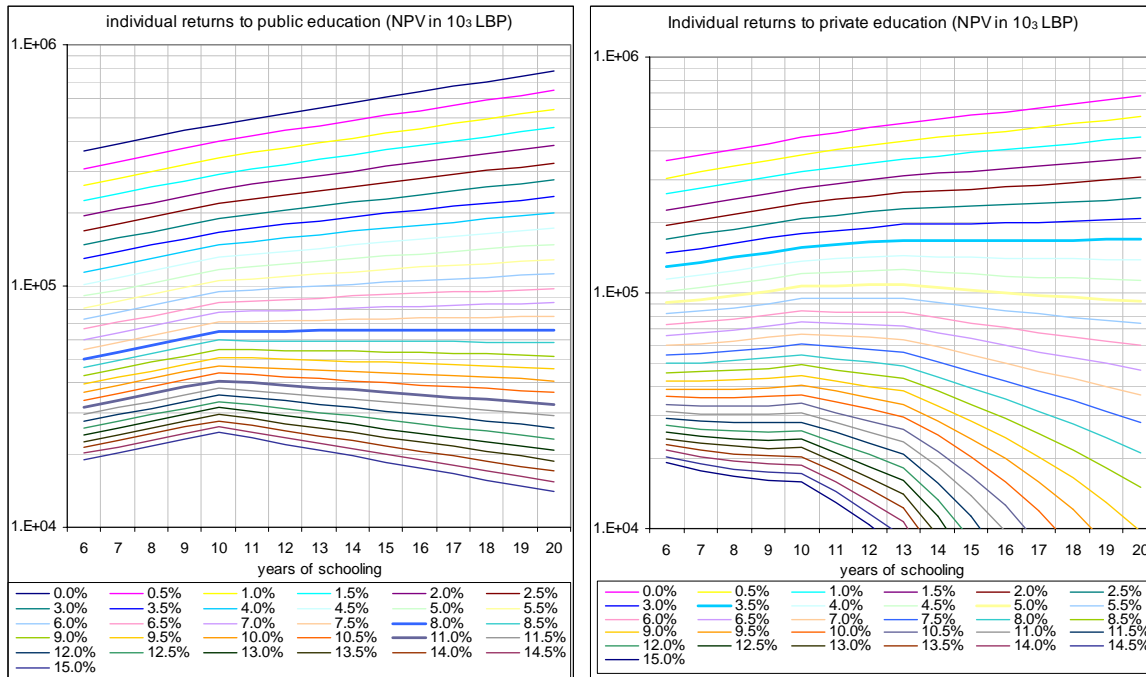 individual returns to public education (NPV in 10₃ LBP)
1.E+06
1.E+05
1.E+04
6 7 8 9 10 11 12 13 14 15 16 17 18 19 20
years of schooling
0.0% 0.5% 1.0% 1.5% 2.0% 2.5%
3.0% 3.5% 4.0% 4.5% 5.0% 5.5%
6.0% 6.5% 7.0% 7.5% 8.0% 8.5%
9.0% 9.5% 10.0% 10.5% 11.0% 11.5%
12.0% 12.5% 13.0% 13.5% 14.0% 14.5%
15.0%
Individual returns to private education (NPV in 10₃ LBP)
1.E+06
1.E+05
1.E+04
6 7 8 9 10 11 12 13 14 15 16 17 18 19 20
years of schooling
0.0% 0.5% 1.0% 1.5% 2.0% 2.5%
3.0% 3.5% 4.0% 4.5% 5.0% 5.5%
6.0% 6.5% 7.0% 7.5% 8.0% 8.5%
9.0% 9.5% 10.0% 10.5% 11.0% 11.5%
12.0% 12.5% 13.0% 13.5% 14.0% 14.5%
15.0%